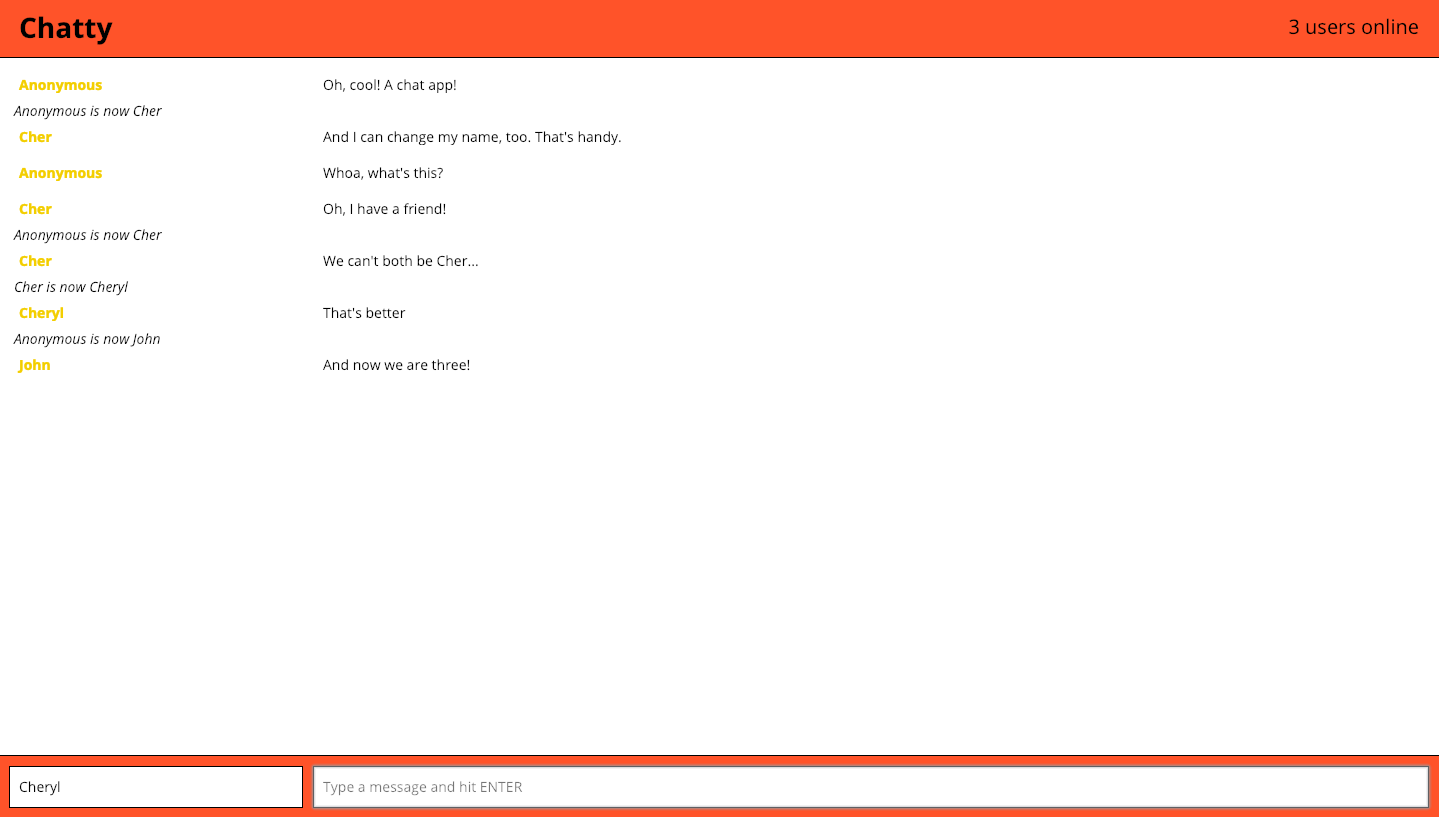 Chatty
3 users online
Anonymous Oh, cool! A chat app!
Anonymous is now Cher
Cher And I can change my name, too. That's handy.
Anonymous Whoa, what's this?
Cher Oh, I have a friend!
Anonymous is now Cher
Cher We can't both be Cher...
Cher is now Cheryl
Cheryl That's better
Anonymous is now John
John And now we are three!
Cheryl Type a message and hit ENTER